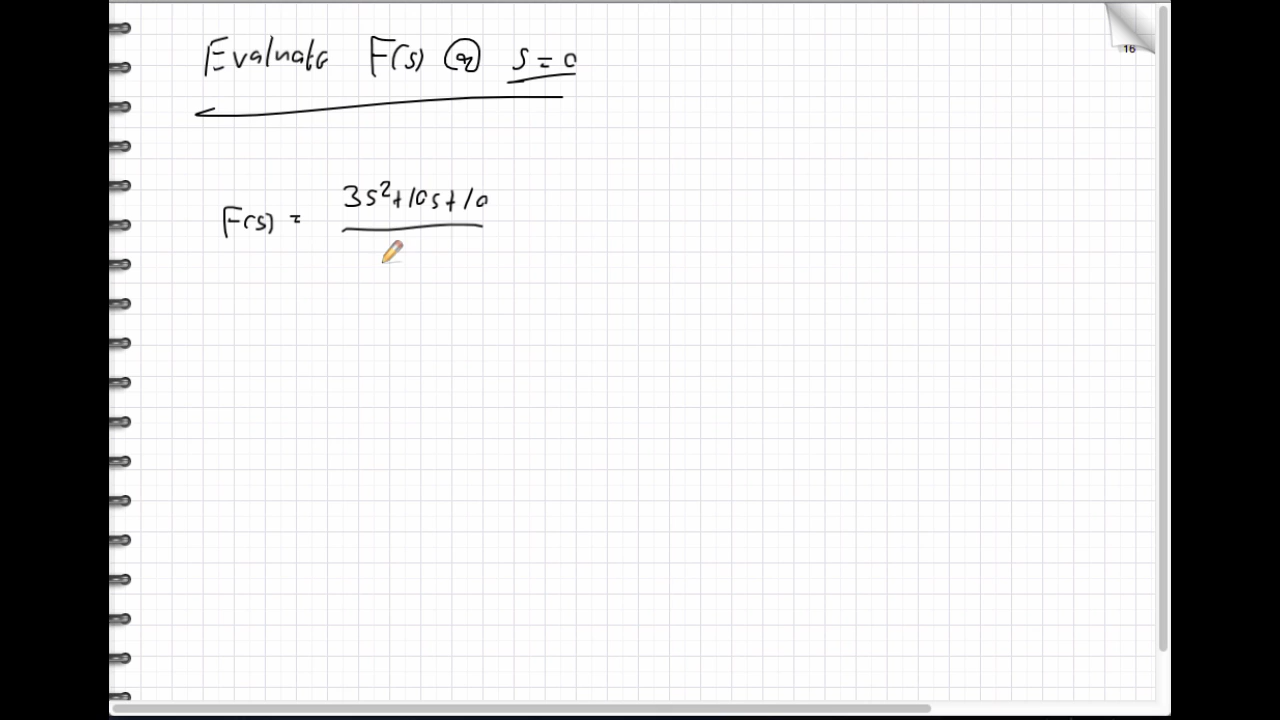 Evaluate F(s) @ s=0
16
3s²+10s+10
F(s) =